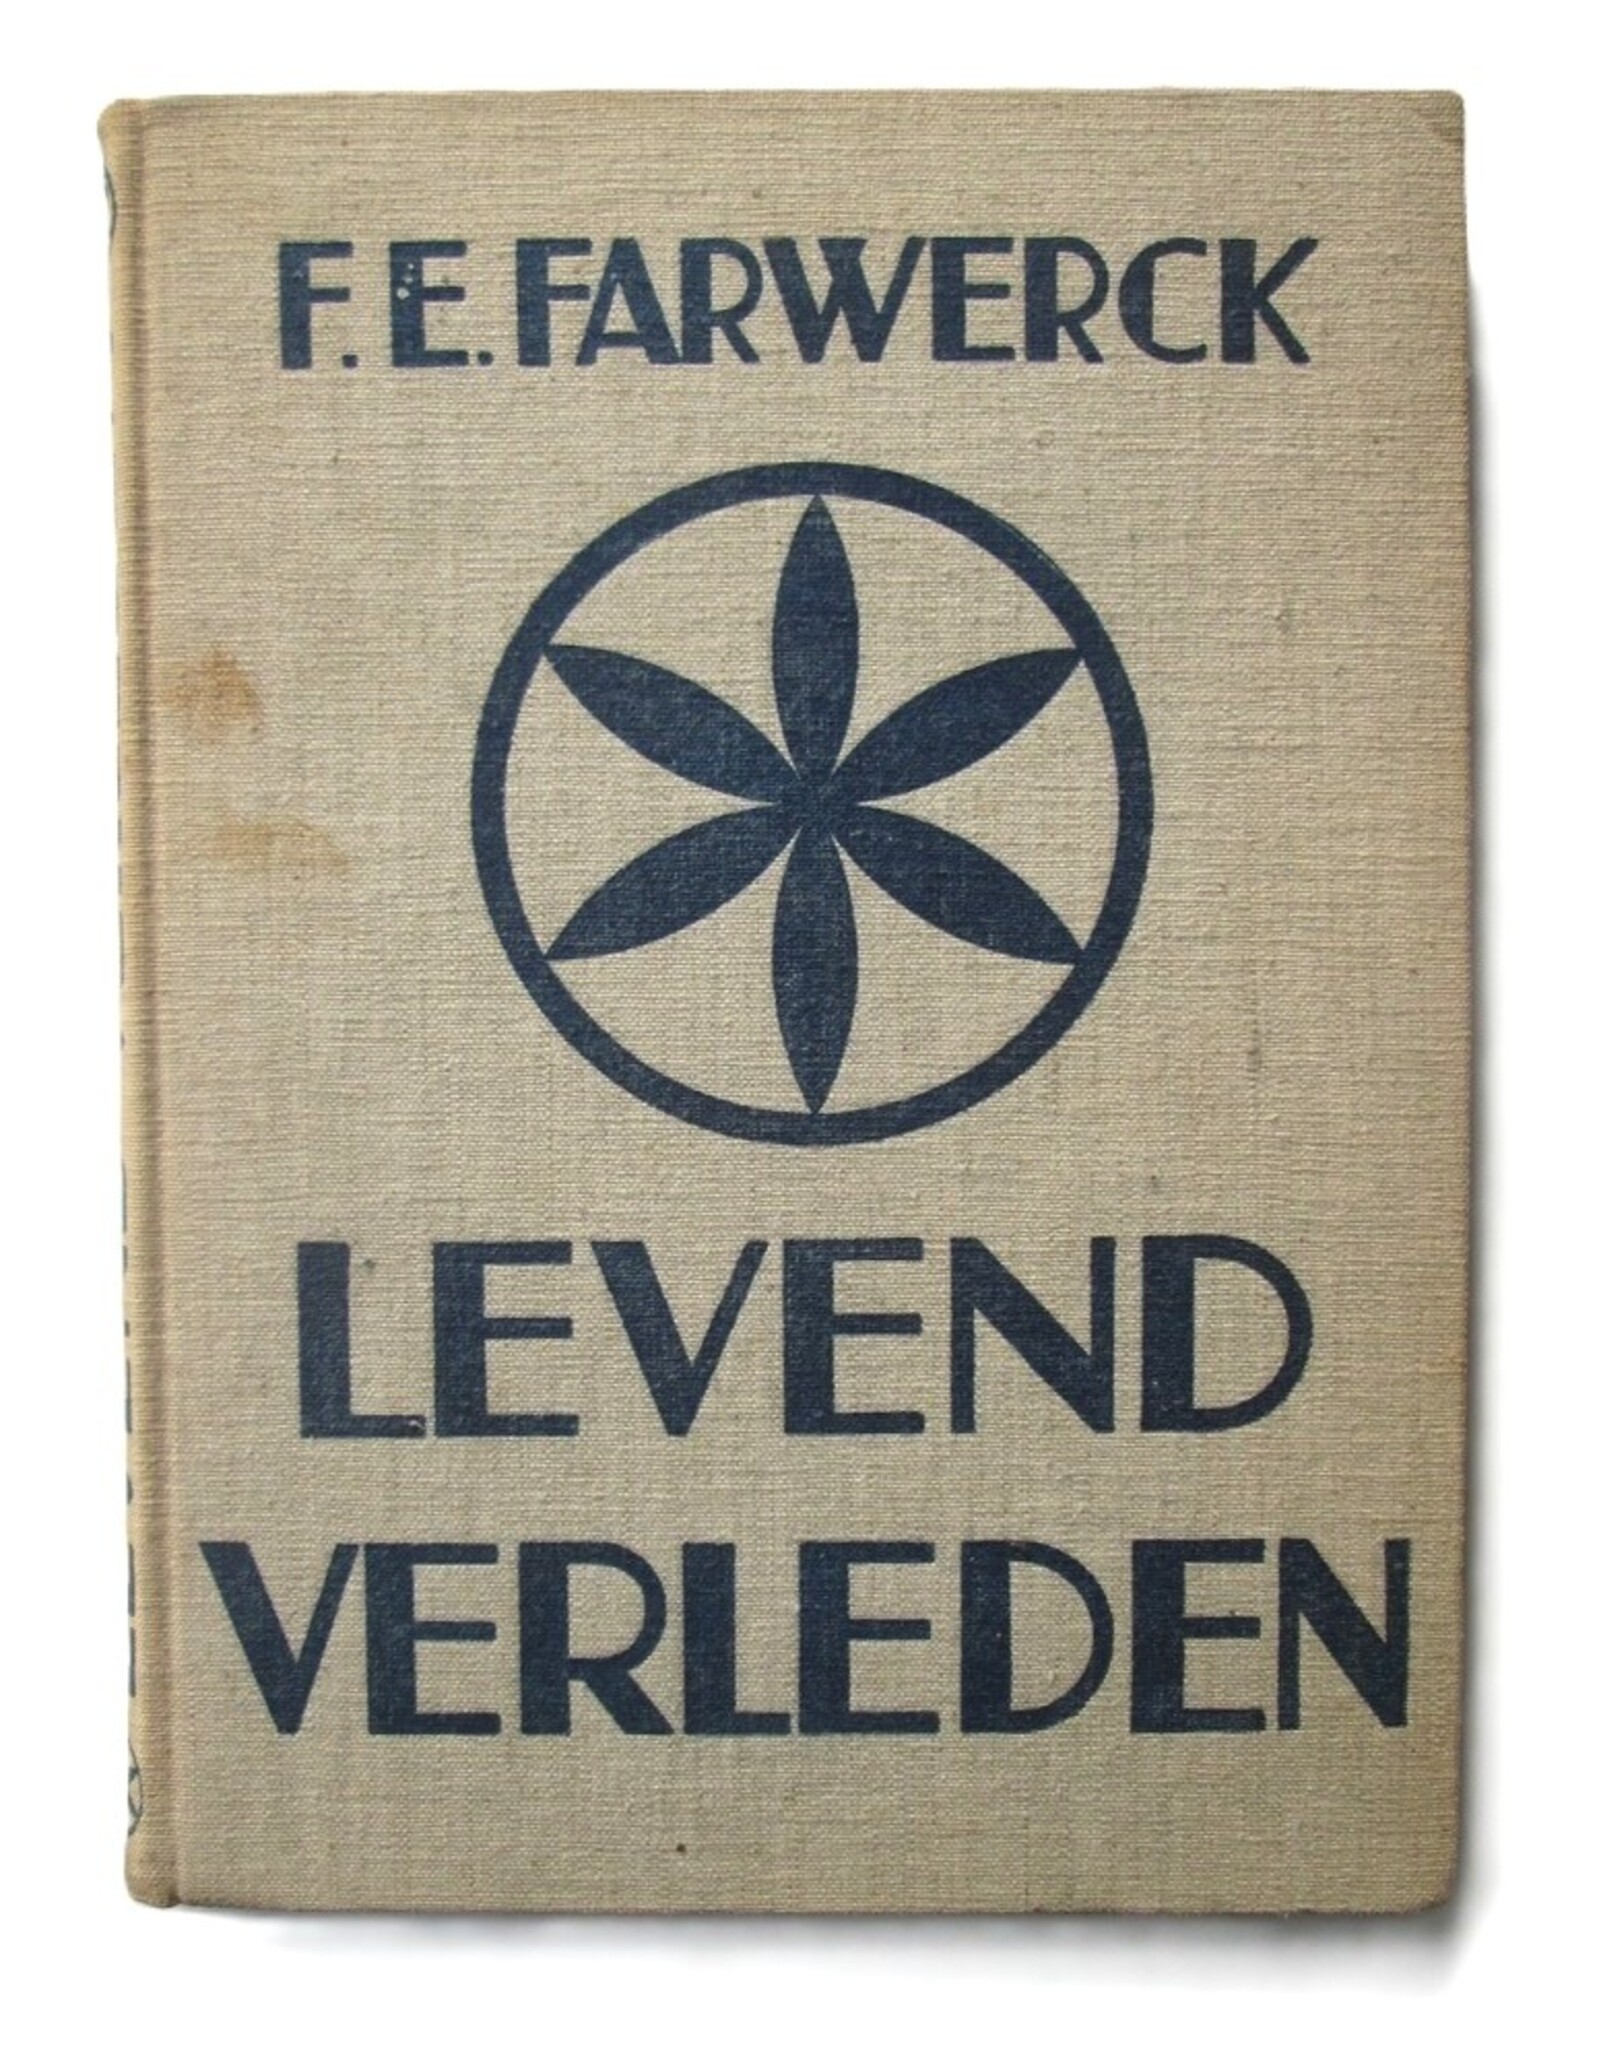 F. E. FARWERCK
LEVEND
VERLEDEN